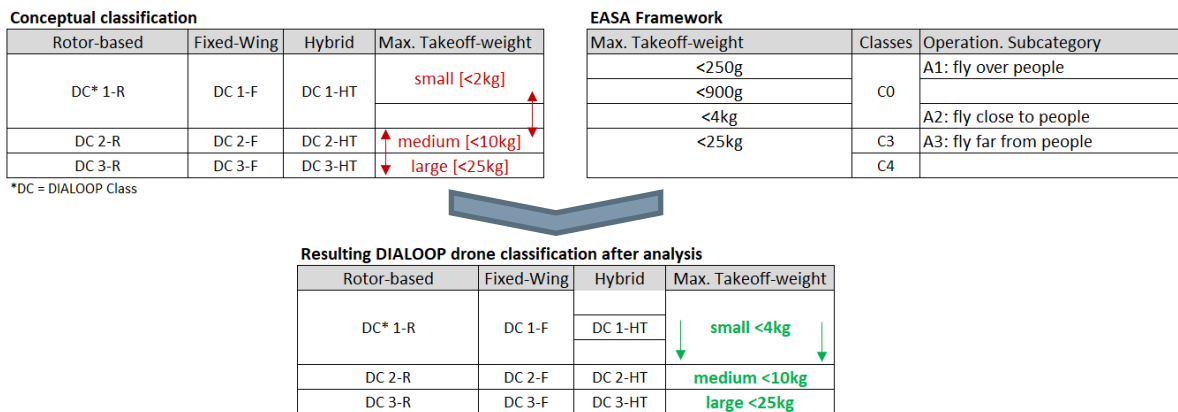 Conceptual classification
Rotor-based Fixed-Wing Hybrid Max. Takeoff-weight
DC* 1-R DC 1-F DC 1-HT small [<2kg]
DC 2-R DC 2-F DC 2-HT medium [<10kg]
DC 3-R DC 3-F DC 3-HT large [<25kg]
*DC = DIALOOP Class
EASA Framework
Max. Takeoff-weight Classes Operation. Subcategory
<250g C0 A1: fly over people
<900g
<4kg A2: fly close to people
<25kg C3 A3: fly far from people
C4
Resulting DIALOOP drone classification after analysis
Rotor-based Fixed-Wing Hybrid Max. Takeoff-weight
DC* 1-R DC 1-F DC 1-HT small <4kg
DC 2-R DC 2-F DC 2-HT medium <10kg
DC 3-R DC 3-F DC 3-HT large <25kg